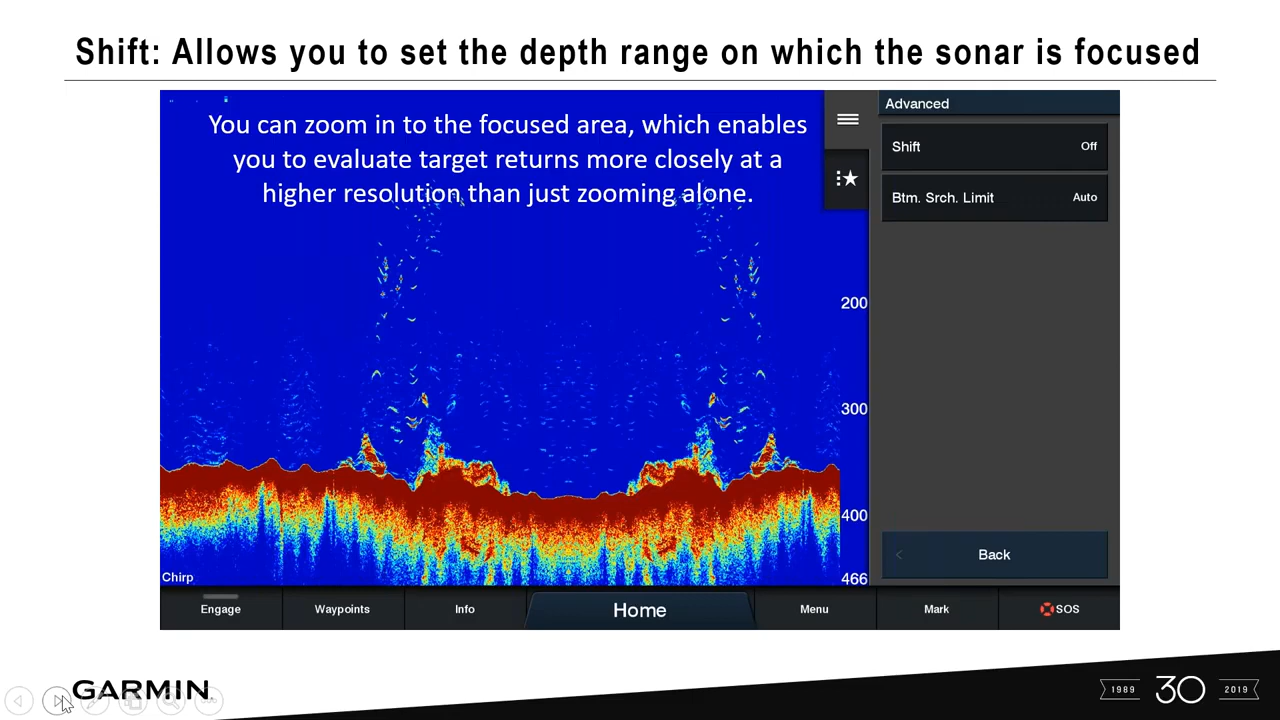 Shift: Allows you to set the depth range on which the sonar is focused
You can zoom in to the focused area, which enables
you to evaluate target returns more closely at a
higher resolution than just zooming alone.
Advanced
Shift Off
Btm. Srch. Limit Auto
200
300
400
466
Chirp
Back
Engage Waypoints Info Home Menu Mark SOS
GARMIN
1989 30 2019